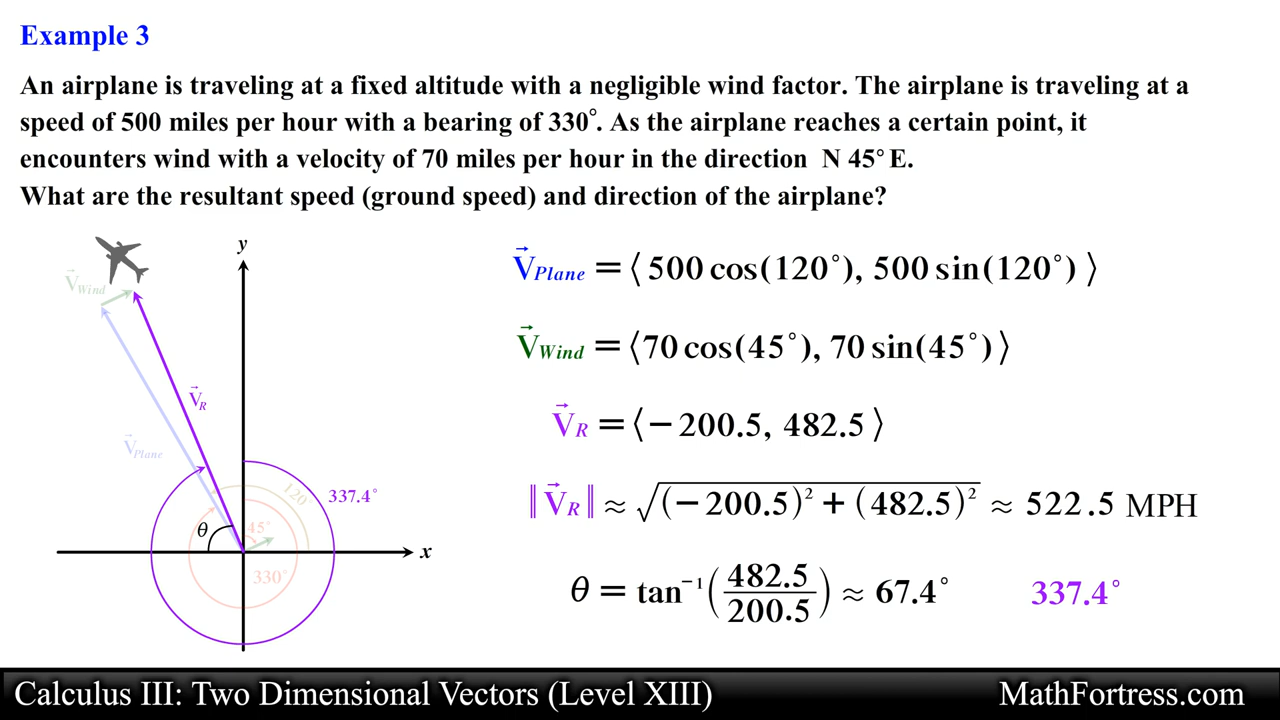 Example 3
An airplane is traveling at a fixed altitude with a negligible wind factor. The airplane is traveling at a
speed of 500 miles per hour with a bearing of 330°. As the airplane reaches a certain point, it
encounters wind with a velocity of 70 miles per hour in the direction N 45° E.
What are the resultant speed (ground speed) and direction of the airplane?
y
V⃗Wind
V⃗R
V⃗Plane
120
337.4°
θ
45°
x
330°
V⃗Plane = ⟨ 500 cos(120°), 500 sin(120°) ⟩
V⃗Wind = ⟨70 cos(45°), 70 sin(45°) ⟩
V⃗R = ⟨−200.5, 482.5 ⟩
‖V⃗R‖ ≈ √(−200.5)² + (482.5)² ≈ 522.5 MPH
θ = tan⁻¹(482.5/200.5) ≈ 67.4° 337.4°
Calculus III: Two Dimensional Vectors (Level XIII) MathFortress.com